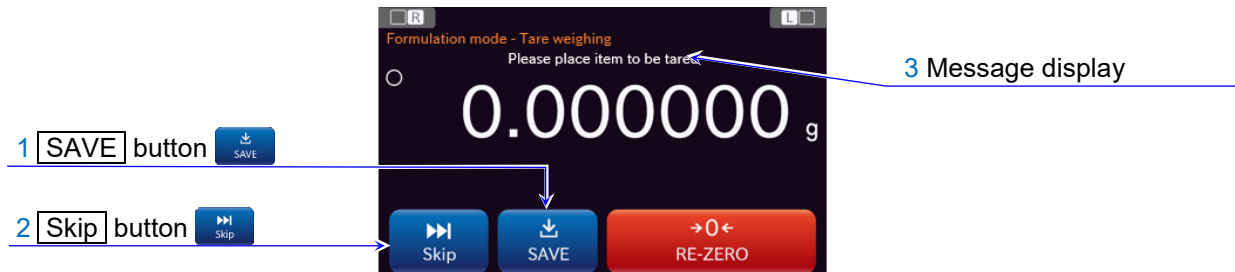 R
L
Formulation mode - Tare weighing
Please place item to be tared
3 Message display
0.000000 g
1 SAVE button SAVE
2 Skip button Skip
Skip
SAVE
→0←
RE-ZERO